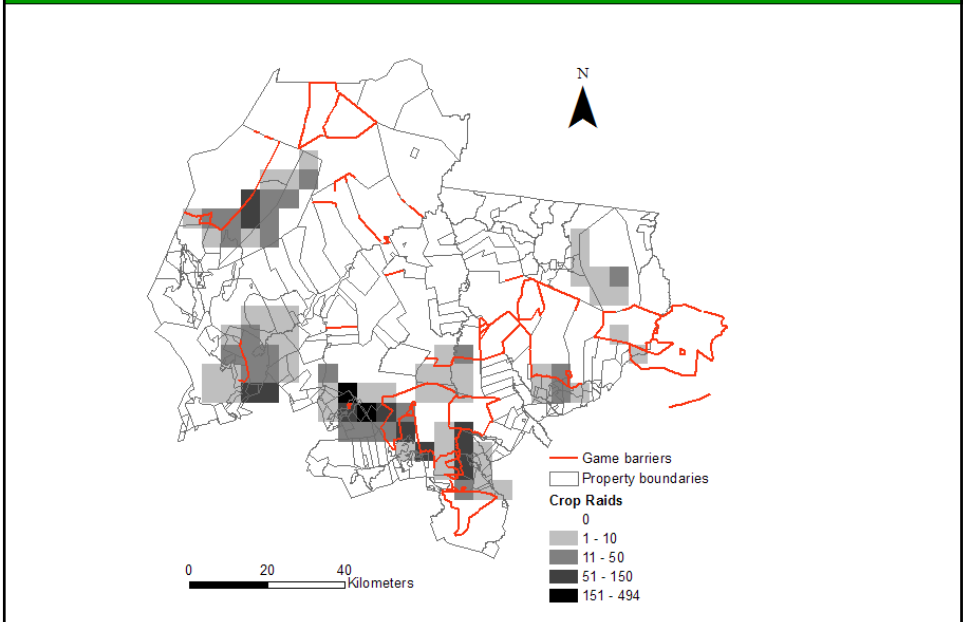 N
Game barriers
Property boundaries
Crop Raids
0
1 - 10
11 - 50
51 - 150
151 - 494
0 20 40
Kilometers